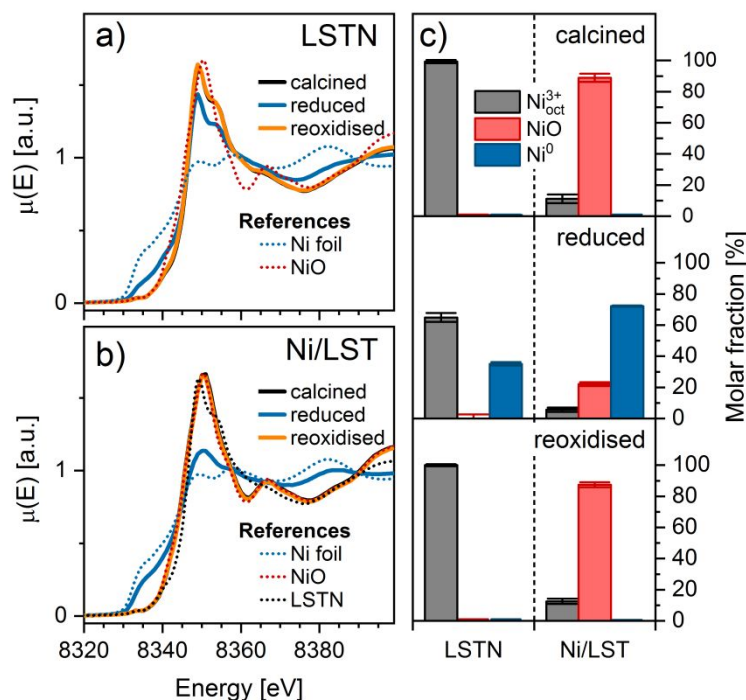 a)
LSTN
calcined
reduced
reoxidised
References
Ni foil
NiO
1
0
μ(E) [a.u.]
b)
Ni/LST
calcined
reduced
reoxidised
References
Ni foil
NiO
LSTN
1
0
μ(E) [a.u.]
8320 8340 8360 8380
Energy [eV]
c)
calcined
Ni³⁺oct
NiO
Ni⁰
100
80
60
40
20
0
reduced
100
80
60
40
20
0
reoxidised
100
80
60
40
20
0
Molar fraction [%]
LSTN Ni/LST